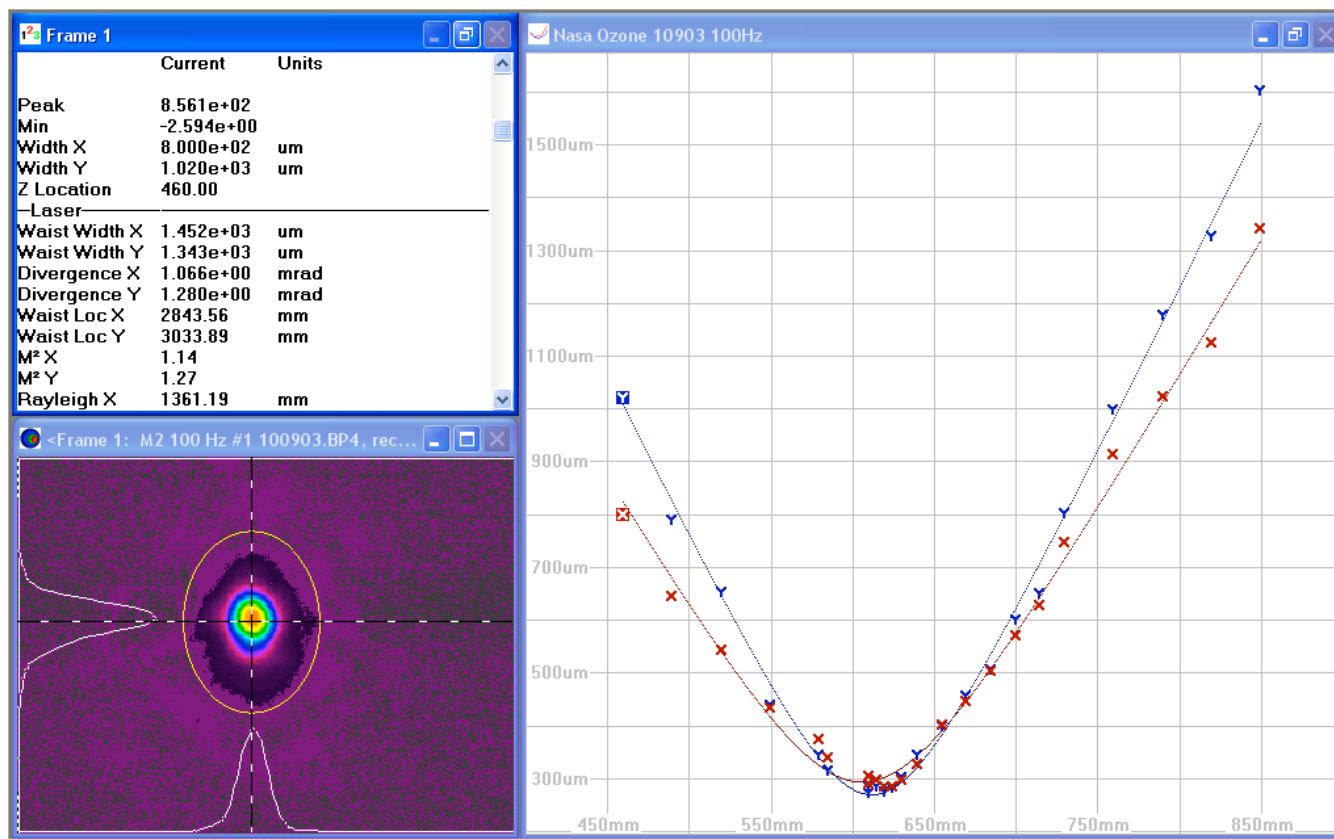 123 Frame 1
Current Units
Peak 8.561e+02
Min -2.594e+00
Width X 8.000e+02 um
Width Y 1.020e+03 um
Z Location 460.00
Laser
Waist Width X 1.452e+03 um
Waist Width Y 1.343e+03 um
Divergence X 1.066e+00 mrad
Divergence Y 1.280e+00 mrad
Waist Loc X 2843.56 mm
Waist Loc Y 3033.89 mm
M² X 1.14
M² Y 1.27
Rayleigh X 1361.19 mm
<Frame 1: M2 100 Hz #1 100903.BP4, rec...
Nasa Ozone 10903 100Hz
1500um
1300um
1100um
900um
700um
500um
300um
450mm 550mm 650mm 750mm 850mm